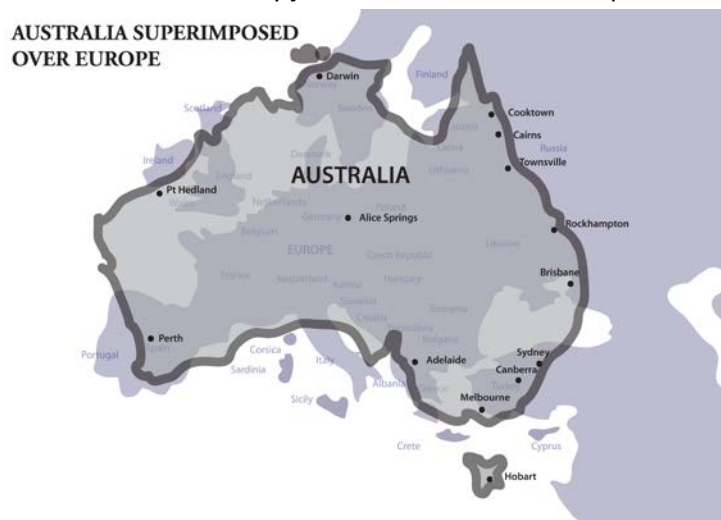 AUSTRALIA SUPERIMPOSED
OVER EUROPE
Darwin
Norway
Finland
Sweden
Scotland
Cooktown
Estonia
Cairns
Latvia
Russia
Denmark
Ireland
Townsville
Lithuania
England
AUSTRALIA
Pt Hedland
Wales
Netherlands
Poland
Germany
Alice Springs
Rockhampton
Belgium
Ukraine
EUROPE
Czech Republic
Brisbane
France
Switzerland
Austria
Hungary
Slovenia
Romania
Croatia
Yugoslavia
Perth
Bulgaria
Spain
Corsica
Sydney
Portugal
Italy
Adelaide
Sardinia
Canberra
Albania
Greece
Turkey
Sicily
Melbourne
Crete
Cyprus
Hobart